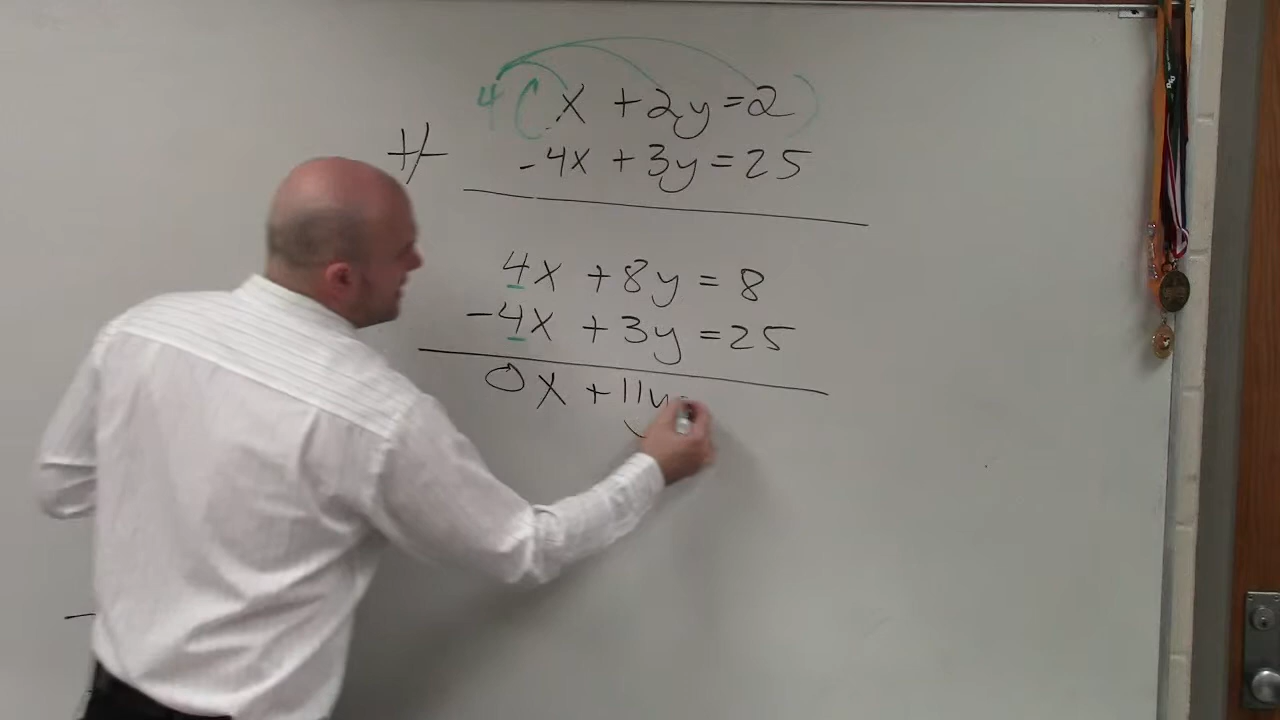 4( x + 2y = 2 )
+/- -4x + 3y = 25
4x + 8y = 8
-4x + 3y = 25
0x + 11y